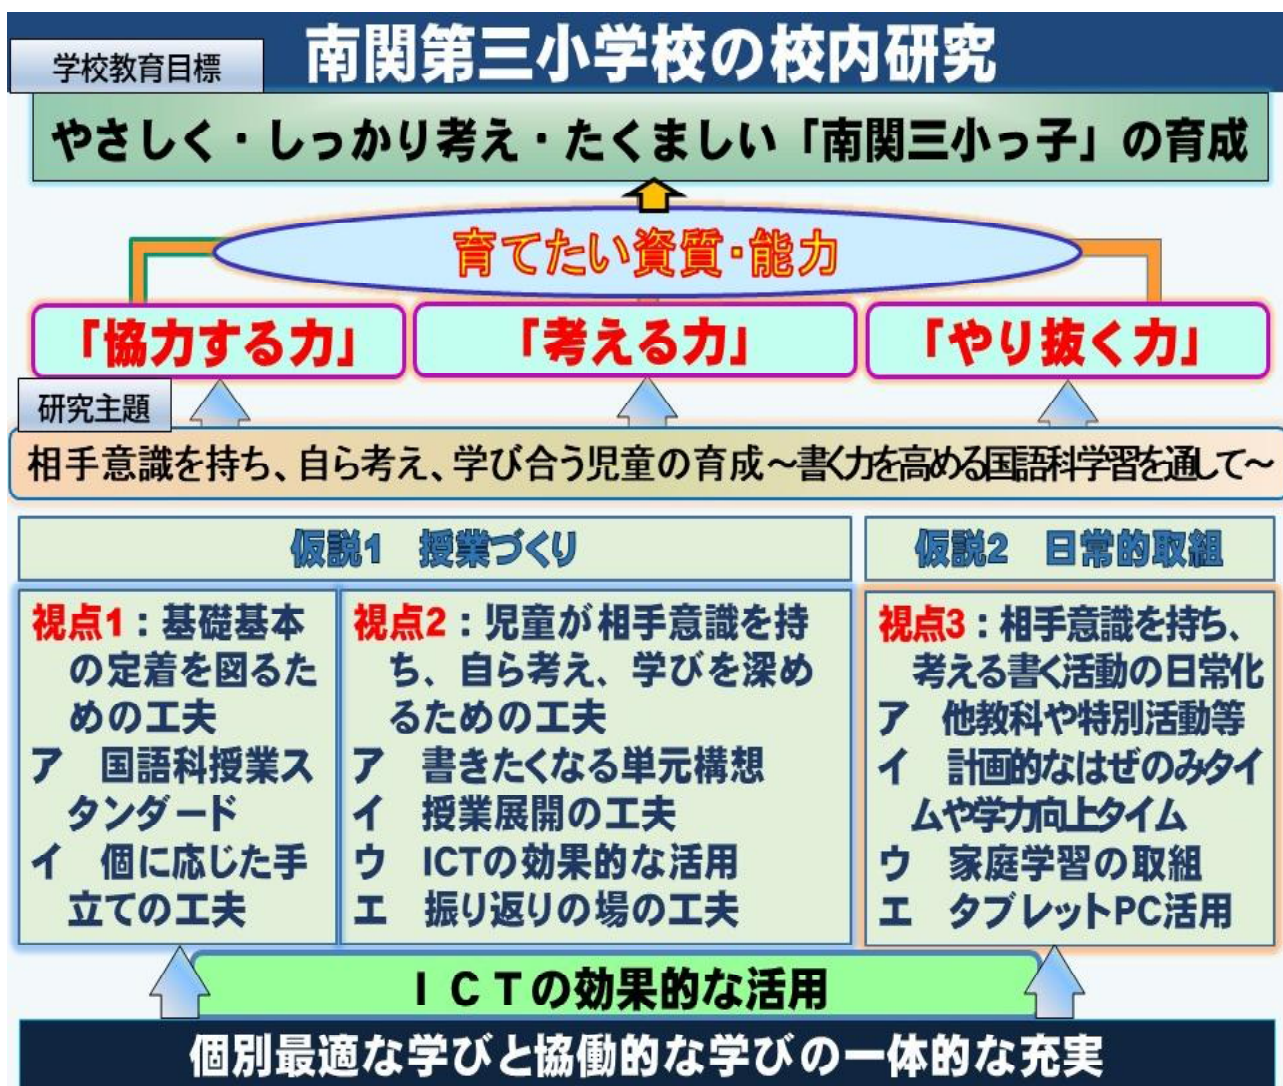 南関第三小学校の校内研究
学校教育目標
やさしく・しっかり考え・たくましい「南関三小っ子」の育成
育てたい資質・能力
「協力する力」
「考える力」
「やり抜く力」
研究主題
相手意識を持ち、自ら考え、学び合う児童の育成~書く力を高める国語科学習を通して~
仮説1 授業づくり
視点1:基礎基本
の定着を図るた
めの工夫
ア 国語科授業ス
タンダード
イ 個に応じた手
立ての工夫
視点2:児童が相手意識を持
ち、自ら考え、学びを深め
るための工夫
ア 書きたくなる単元構想
イ 授業展開の工夫
ウ ICTの効果的な活用
エ 振り返りの場の工夫
仮説2 日常的取組
視点3:相手意識を持ち、
考える書く活動の日常化
ア 他教科や特別活動等
イ 計画的なはぜのみタイ
ムや学力向上タイム
ウ 家庭学習の取組
エ タブレットPC活用
ICTの効果的な活用
個別最適な学びと協働的な学びの一体的な充実